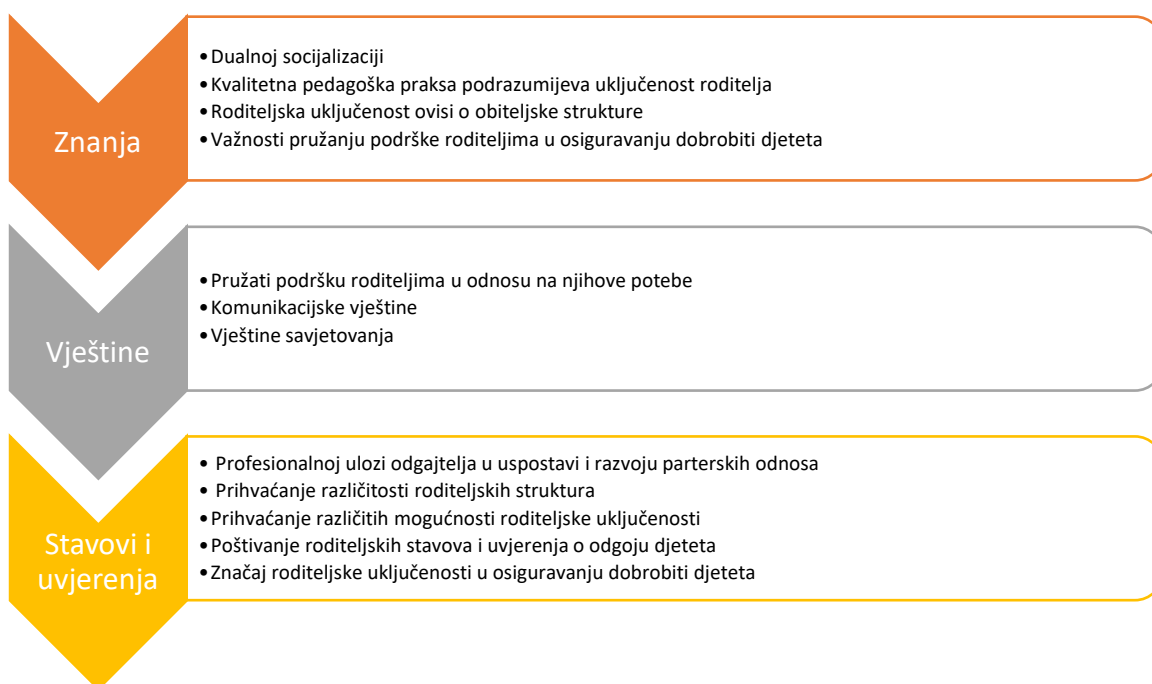 Znanja
•Dualnoj socijalizaciji
•Kvalitetna pedagoška praksa podrazumijeva uključenost roditelja
•Roditeljska uključenost ovisi o obiteljske strukture
•Važnosti pružanju podrške roditeljima u osiguravanju dobrobiti djeteta
Vještine
•Pružati podršku roditeljima u odnosu na njihove potebe
•Komunikacijske vještine
•Vještine savjetovanja
Stavovi i
uvjerenja
• Profesionalnoj ulozi odgajtelja u uspostavi i razvoju parterskih odnosa
• Prihvaćanje različitosti roditeljskih struktura
• Prihvaćanje različitih mogućnosti roditeljske uključenosti
• Poštivanje roditeljskih stavova i uvjerenja o odgoju djeteta
• Značaj roditeljske uključenosti u osiguravanju dobrobiti djeteta